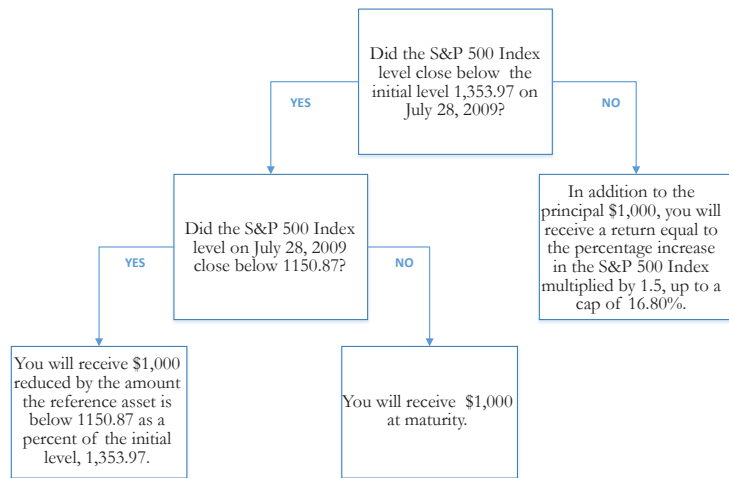 Did the S&P 500 Index
level close below the
initial level 1,353.97 on
July 28, 2009?
YES
NO
Did the S&P 500 Index
level on July 28, 2009
close below 1150.87?
In addition to the
principal $1,000, you will
receive a return equal to
the percentage increase
in the S&P 500 Index
multiplied by 1.5, up to a
cap of 16.80%.
YES
NO
You will receive $1,000
reduced by the amount
the reference asset is
below 1150.87 as a
percent of the initial
level, 1,353.97.
You will receive $1,000
at maturity.